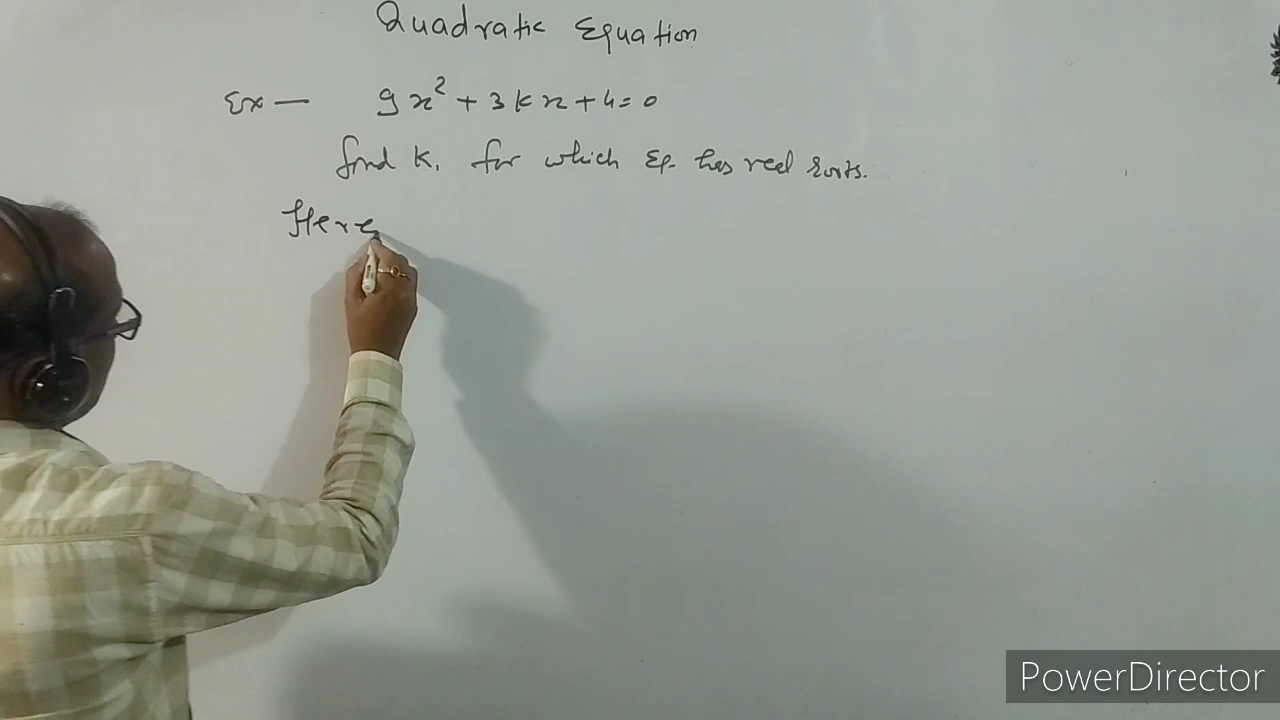 Quadratic Equation
Ex — 9x² + 3kx + 4 = 0
find K, for which Eq. has real roots.
Here
PowerDirector